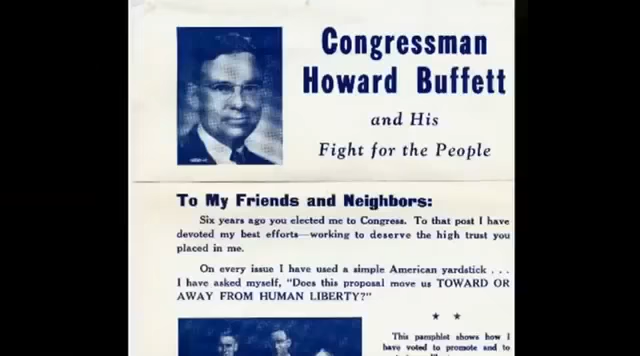 Congressman
Howard Buffett
and His
Fight for the People
To My Friends and Neighbors:
Six years ago you elected me to Congress. To that post I have
devoted my best efforts—working to deserve the high trust you
placed in me.
On every issue I have used a simple American yardstick . . .
I have asked myself, "Does this proposal move us TOWARD OR
AWAY FROM HUMAN LIBERTY?"
★ ★
This pamphlet shows how I
have voted to promote and to